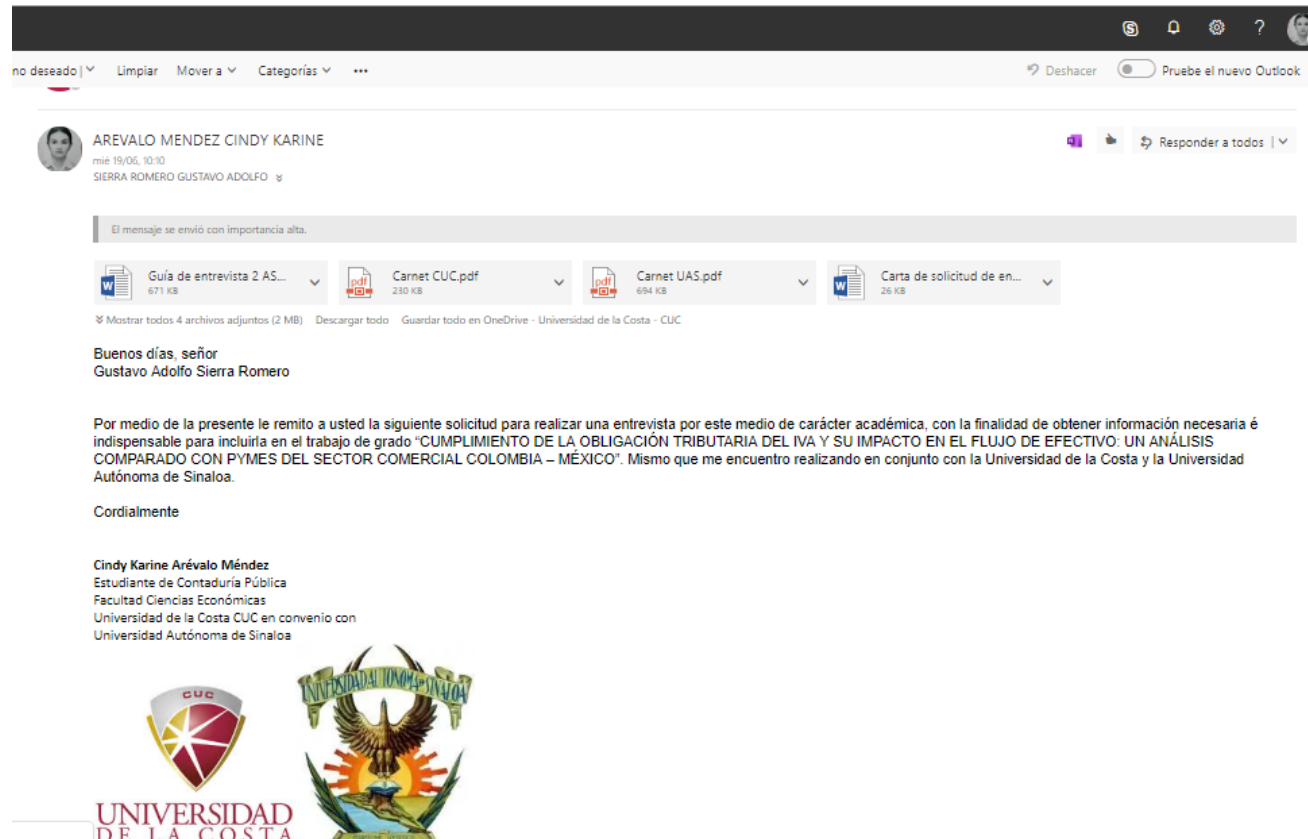 ?
no deseado | Limpiar Mover a Categorías ••• Deshacer Pruebe el nuevo Outlook
AREVALO MENDEZ CINDY KARINE
Responder a todos |
mié 19/06, 10:10
SIERRA ROMERO GUSTAVO ADOLFO
El mensaje se envió con importancia alta.
Guía de entrevista 2 AS...
671 KB
Carnet CUC.pdf
230 KB
Carnet UAS.pdf
694 KB
Carta de solicitud de en...
26 KB
Mostrar todos 4 archivos adjuntos (2 MB) Descargar todo Guardar todo en OneDrive - Universidad de la Costa - CUC
Buenos días, señor
Gustavo Adolfo Sierra Romero
Por medio de la presente le remito a usted la siguiente solicitud para realizar una entrevista por este medio de carácter académica, con la finalidad de obtener información necesaria é
indispensable para incluirla en el trabajo de grado “CUMPLIMIENTO DE LA OBLIGACIÓN TRIBUTARIA DEL IVA Y SU IMPACTO EN EL FLUJO DE EFECTIVO: UN ANÁLISIS
COMPARADO CON PYMES DEL SECTOR COMERCIAL COLOMBIA – MÉXICO”. Mismo que me encuentro realizando en conjunto con la Universidad de la Costa y la Universidad
Autónoma de Sinaloa.
Cordialmente
Cindy Karine Arévalo Méndez
Estudiante de Contaduría Pública
Facultad Ciencias Económicas
Universidad de la Costa CUC en convenio con
Universidad Autónoma de Sinaloa
CUC
UNIVERSIDAD
DE LA COSTA
UNIVERSIDAD AUTONOMA DE SINALOA